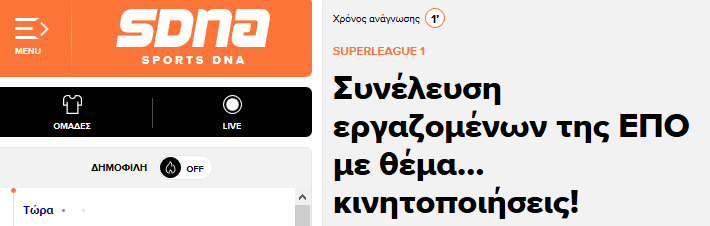 MENU
SDNA
SPORTS DNA
ΟΜΑΔΕΣ
LIVE
ΔΗΜΟΦΙΛΗ
OFF
Τώρα
Χρόνος ανάγνωσης 1’
SUPERLEAGUE 1
Συνέλευση
εργαζομένων της ΕΠΟ
με θέμα...
κινητοποιήσεις!